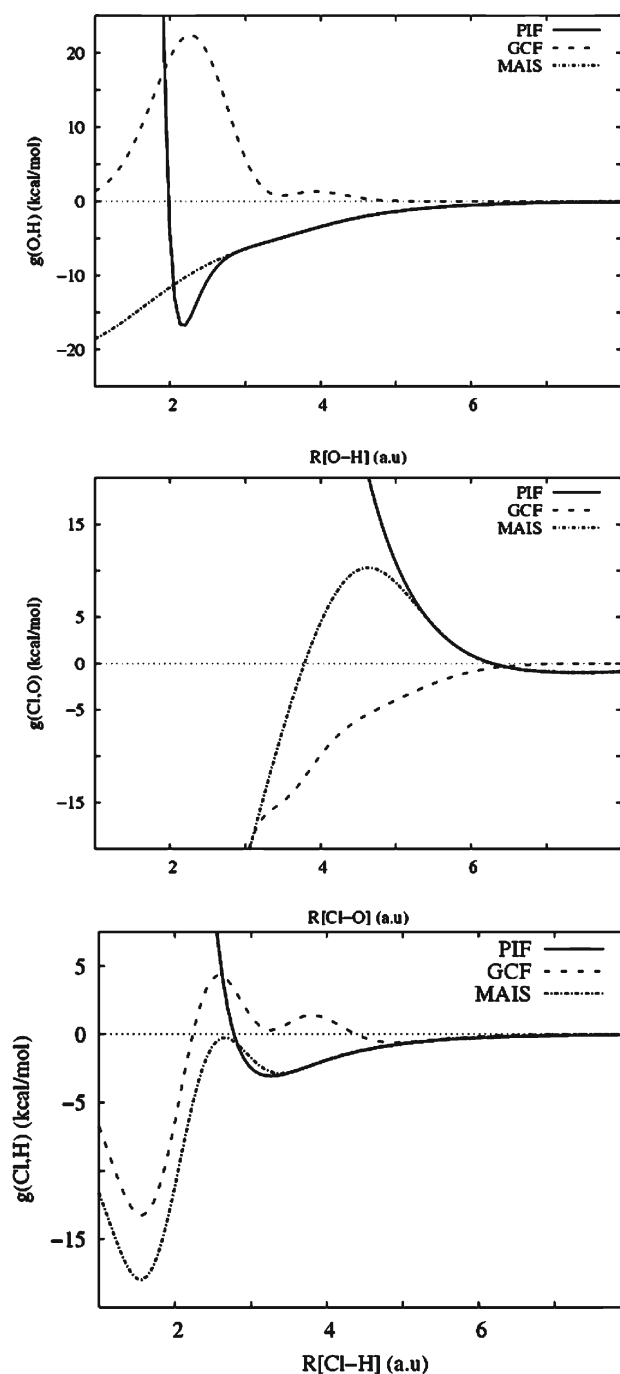 20
10
0
−10
−20
g(O,H) (kcal/mol)
PIF
GCF
MAIS
2
4
6
R[O−H] (a.u)
15
5
0
−5
−15
g(Cl,O) (kcal/mol)
PIF
GCF
MAIS
2
4
6
R[Cl−O] (a.u)
5
0
−5
−15
g(Cl,H) (kcal/mol)
PIF
GCF
MAIS
2
4
6
R[Cl−H] (a.u)